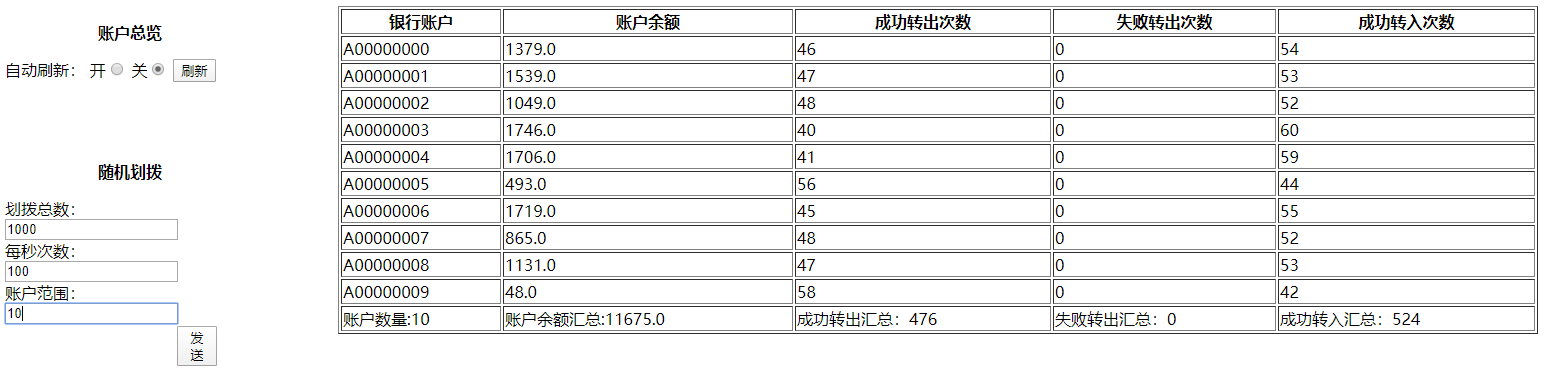 账户总览
自动刷新： 开 关 刷新
随机划拨
划拨总数：
1000
每秒次数：
100
账户范围：
10
发
送
银行账户 账户余额 成功转出次数 失败转出次数 成功转入次数
A00000000 1379.0 46 0 54
A00000001 1539.0 47 0 53
A00000002 1049.0 48 0 52
A00000003 1746.0 40 0 60
A00000004 1706.0 41 0 59
A00000005 493.0 56 0 44
A00000006 1719.0 45 0 55
A00000007 865.0 48 0 52
A00000008 1131.0 47 0 53
A00000009 48.0 58 0 42
账户数量:10 账户余额汇总:11675.0 成功转出汇总：476 失败转出汇总：0 成功转入汇总：524